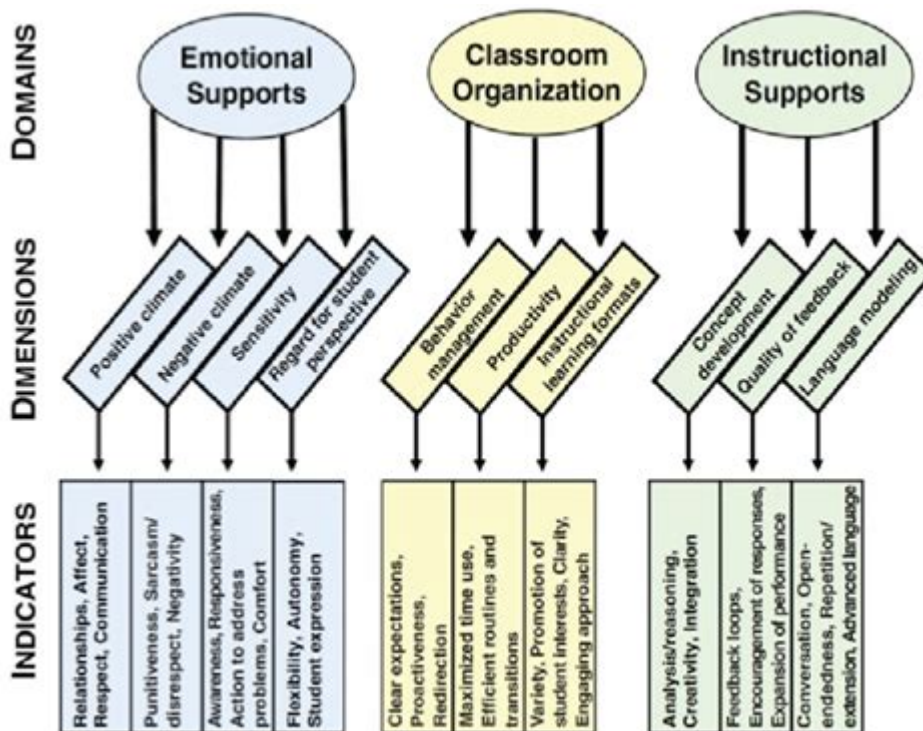 DOMAINS
Emotional
Supports
Classroom
Organization
Instructional
Supports
DIMENSIONS
Positive climate
Negative climate
Sensitivity
Regard for student
perspective
Behavior
management
Productivity
Instructional
learning formats
Concept
development
Quality of feedback
Language modeling
INDICATORS
Relationships, Affect,
Respect, Communication
Punitiveness, Sarcasm/
disrespect, Negativity
Awareness, Responsiveness,
Action to adress
problems, Comfort
Flexibility, Autonomy,
Student expression
Clear expectations,
Proactiveness,
Redirection
Maximized time use,
Efficient routines and
transitions
Variety, Promotion of
student interests, Clarity,
Engaging approach
Analysis/reasoning,
Creativity, Integration
Feedback loops,
Encouragement of responses,
Expansion of performance
Conversation, Open-
endedness, Repetition/
extension, Advanced language